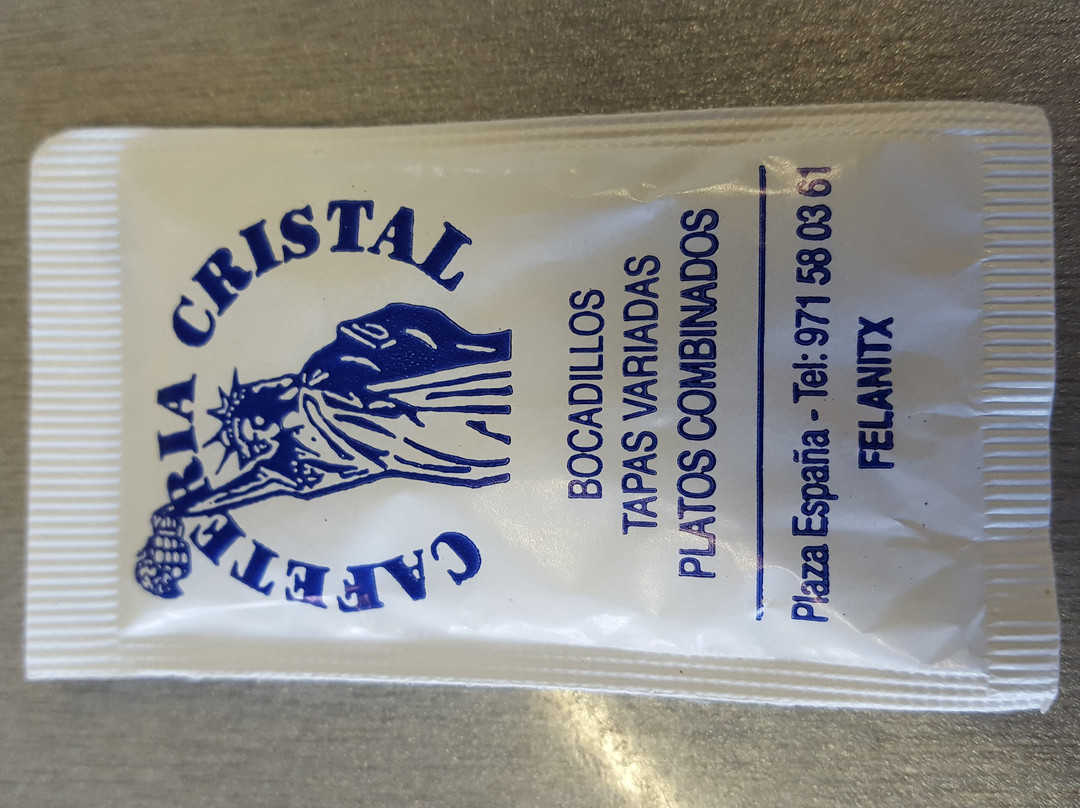 CAFETERIA CRISTAL
BOCADILLOS
TAPAS VARIADAS
PLATOS COMBINADOS
Plaza España - Tel: 971 58 03 61
FELANITX